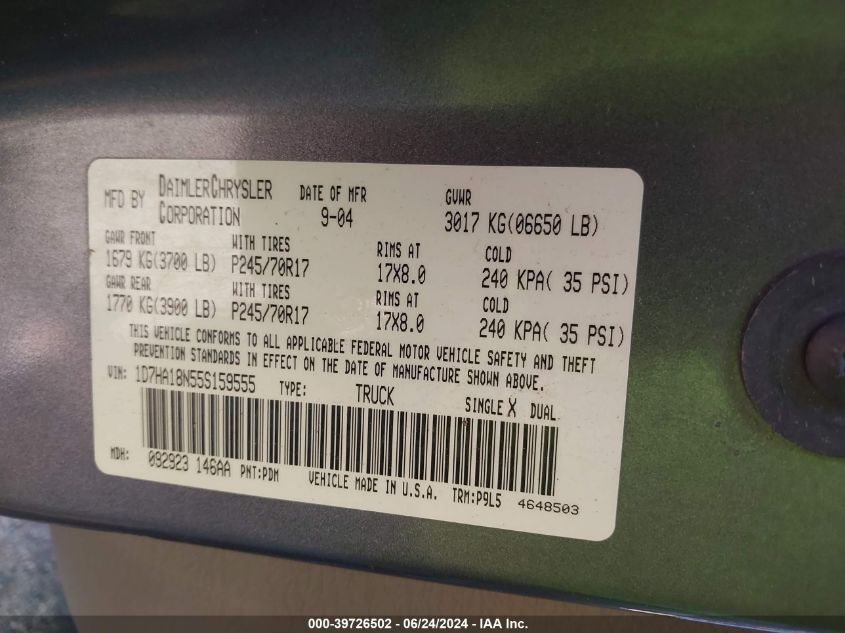 MFD BY DAIMLERCHRYSLER CORPORATION DATE OF MFR 9-04 GVWR 3017 KG(06650 LB)
GAWR FRONT WITH TIRES RIMS AT COLD
1679 KG(3700 LB) P245/70R17 17X8.0 240 KPA( 35 PSI)
GAWR REAR WITH TIRES RIMS AT COLD
1770 KG(3900 LB) P245/70R17 17X8.0 240 KPA( 35 PSI)
THIS VEHICLE CONFORMS TO ALL APPLICABLE FEDERAL MOTOR VEHICLE SAFETY AND THEFT
PREVENTION STANDARDS IN EFFECT ON THE DATE OF MANUFACTURE SHOWN ABOVE.
VIN: 1D7HA18N55S159555 TYPE: TRUCK SINGLE X DUAL
MDH: 092923 146AA PNT:PDM VEHICLE MADE IN U.S.A. TRM:P9L5 4648503
000-39726502 - 06/24/2024 - IAA Inc.